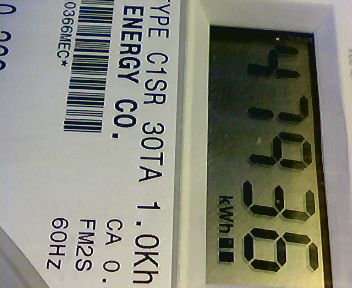 47936
kWh
TYPE C1SR 30TA 1.0Kh
ENERGY CO. CA 0.
FM2S
0366MEC* 60HZ